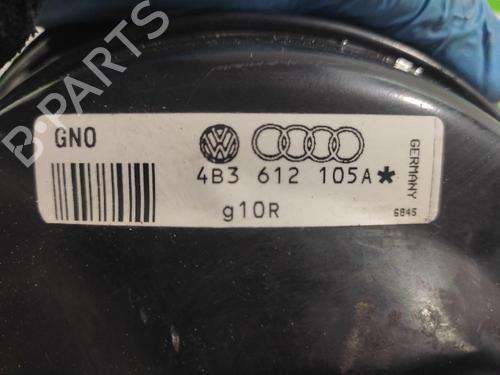 B-PARTS
GNO
4B3 612 105A*
g10R
GERMANY
6845